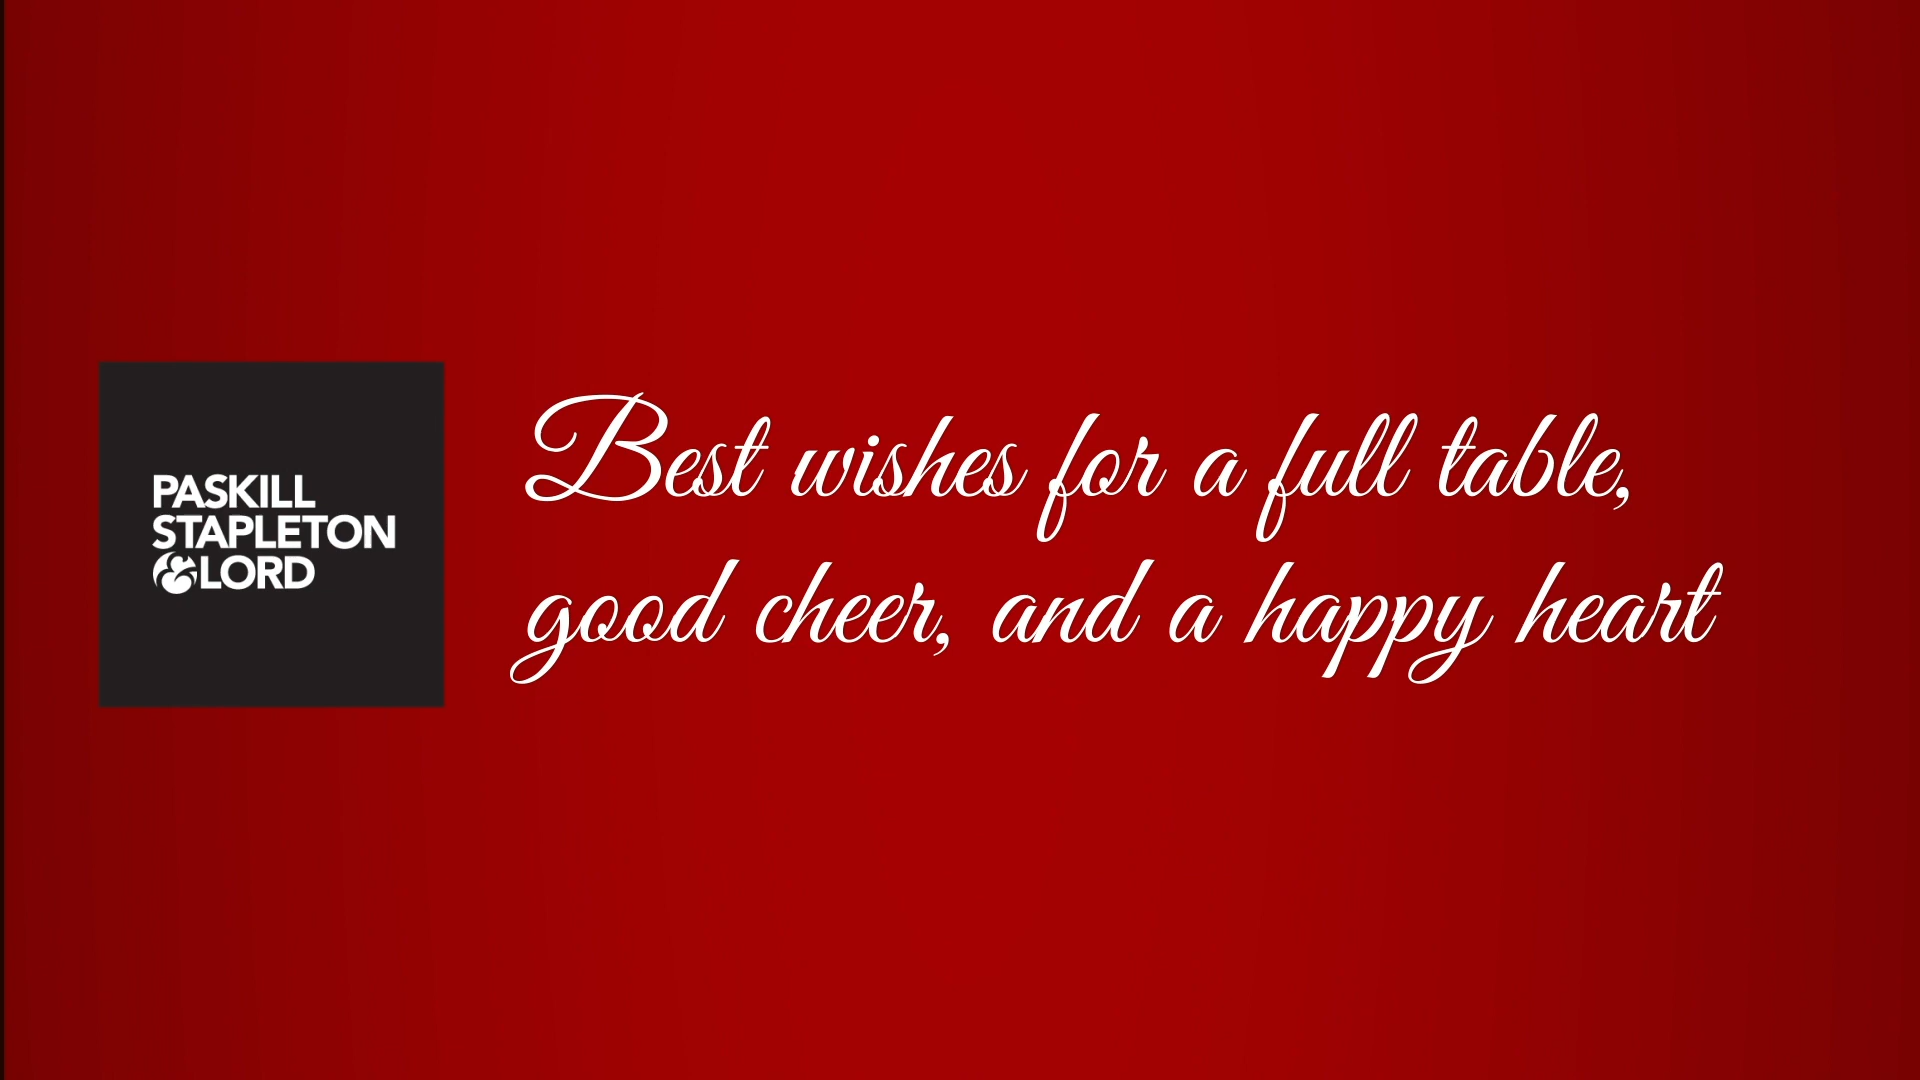 PASKILL
STAPLETON
&LORD
Best wishes for a full table,
good cheer, and a happy heart